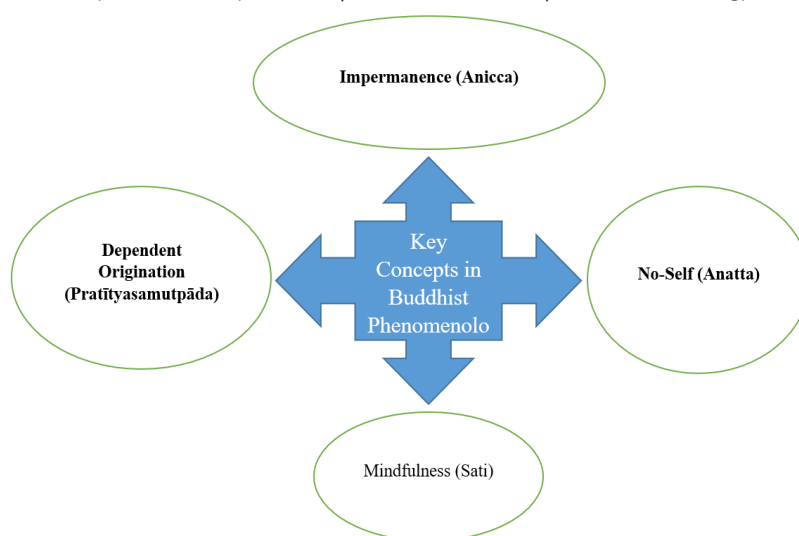 Impermanence (Anicca)
Dependent
Origination
(Pratītyasamutpāda)
Key
Concepts in
Buddhist
Phenomenolo
No-Self (Anatta)
Mindfulness (Sati)